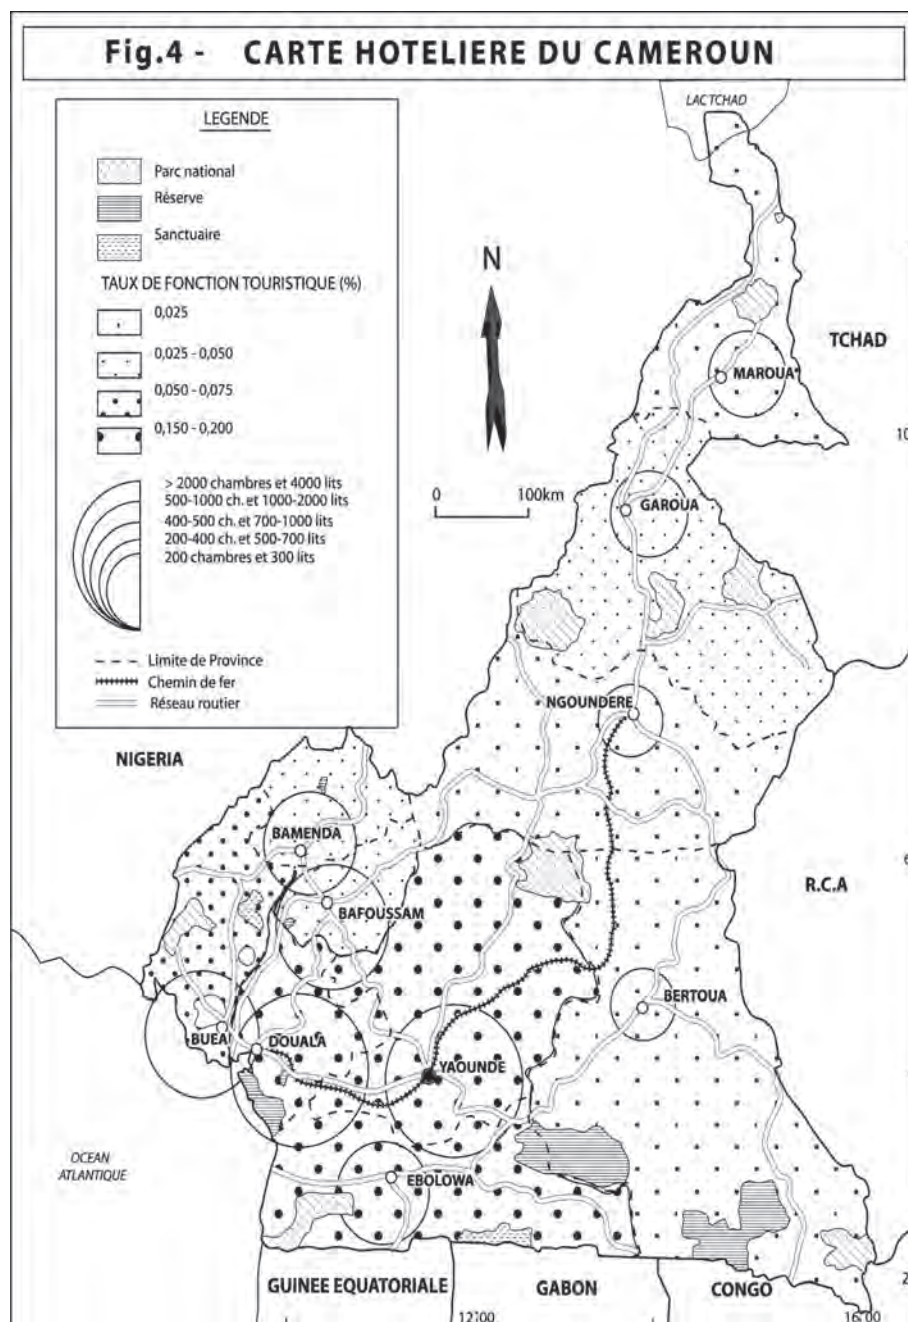 Fig.4 - CARTE HOTELIERE DU CAMEROUN
LEGENDE
Parc national
Réserve
Sanctuaire
TAUX DE FONCTION TOURISTIQUE (%)
0,025
0,025 - 0,050
0,050 - 0,075
0,150 - 0,200
> 2000 chambres et 4000 lits
500-1000 ch. et 1000-2000 lits
400-500 ch. et 700-1000 lits
200-400 ch. et 500-700 lits
200 chambres et 300 lits
Limite de Province
Chemin de fer
Réseau routier
LAC TCHAD
N
0 100km
TCHAD
MAROUA
10
GAROUA
NGOUNDERE
NIGERIA
BAMENDA
R.C.A
6
BAFOUSSAM
BERTOUA
BUEA
DOUALA
YAOUNDE
OCEAN
ATLANTIQUE
EBOLOWA
GUINEE EQUATORIALE
GABON
CONGO
2
12:00
16:00